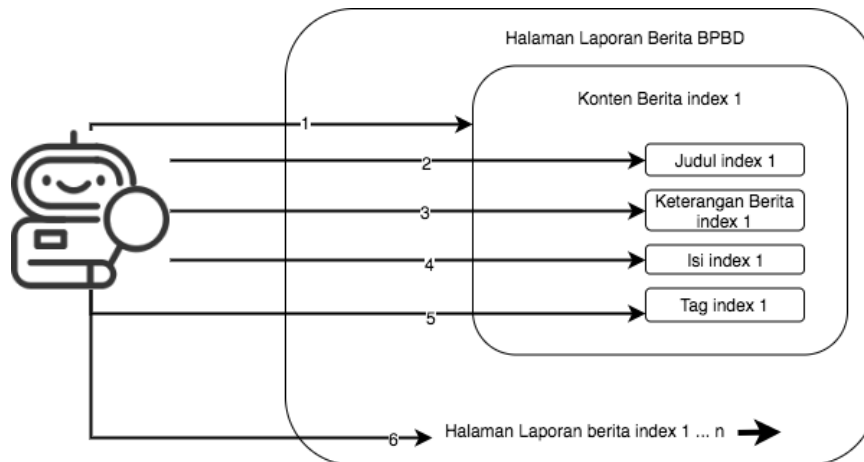 Halaman Laporan Berita BPBD
Konten Berita index 1
1
2
Judul index 1
3
Keterangan Berita
index 1
4
Isi index 1
5
Tag index 1
6
Halaman Laporan berita index 1 ... n